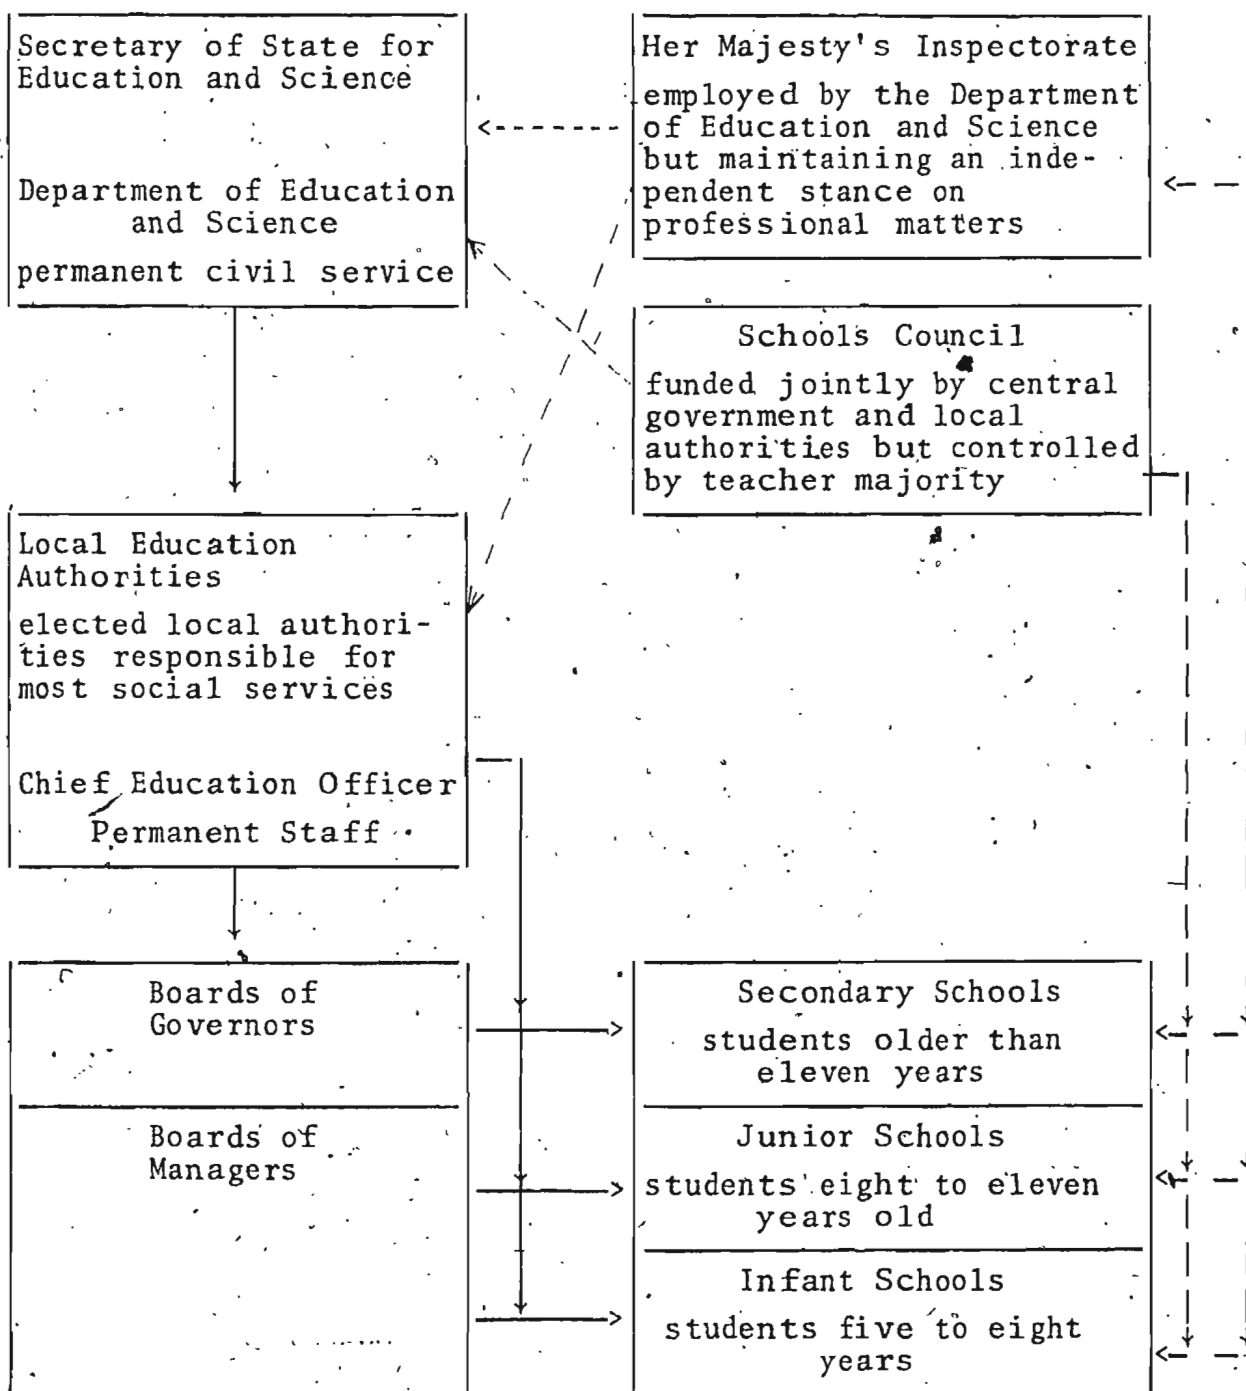 Secretary of State for
Education and Science
Department of Education
and Science
permanent civil service
Her Majesty's Inspectorate
employed by the Department
of Education and Science
but maintaining an inde-
pendent stance on
professional matters
Schools Council
funded jointly by central
government and local
authorities but controlled
by teacher majority
Local Education
Authorities
elected local authori-
ties responsible for
most social services
Chief Education Officer
Permanent Staff
Boards of
Governors
Boards of
Managers
Secondary Schools
students older than
eleven years
Junior Schools
students eight to eleven
years old
Infant Schools
students five to eight
years